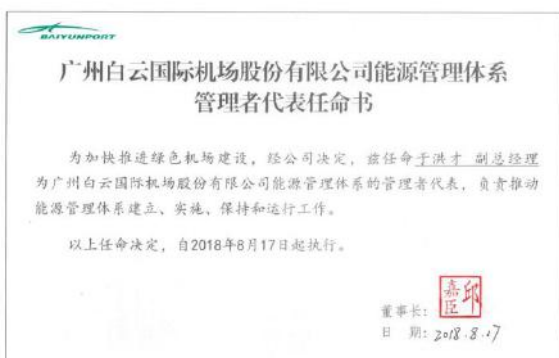 BAIYUNPORT
广州白云国际机场股份有限公司能源管理体系
管理者代表任命书
为加快推进绿色机场建设，经公司决定，兹任命于洪才 副总经理
为广州白云国际机场股份有限公司能源管理体系的管理者代表，负责推动
能源管理体系建立、实施、保持和运行工作。
以上任命决定，自2018年8月17日起执行。
董事长：邱嘉臣
日 期：2018.8.17